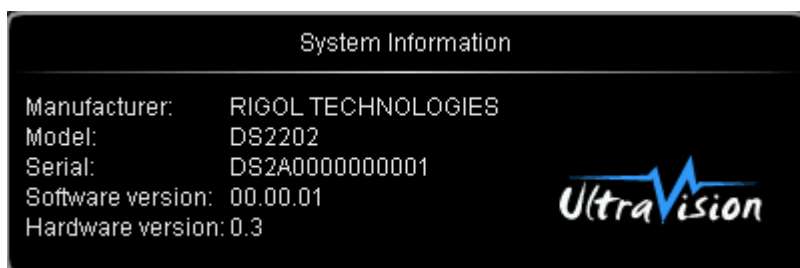 System Information
Manufacturer: RIGOL TECHNOLOGIES
Model: DS2202
Serial: DS2A0000000001
Software version: 00.00.01
Hardware version: 0.3
UltraVision